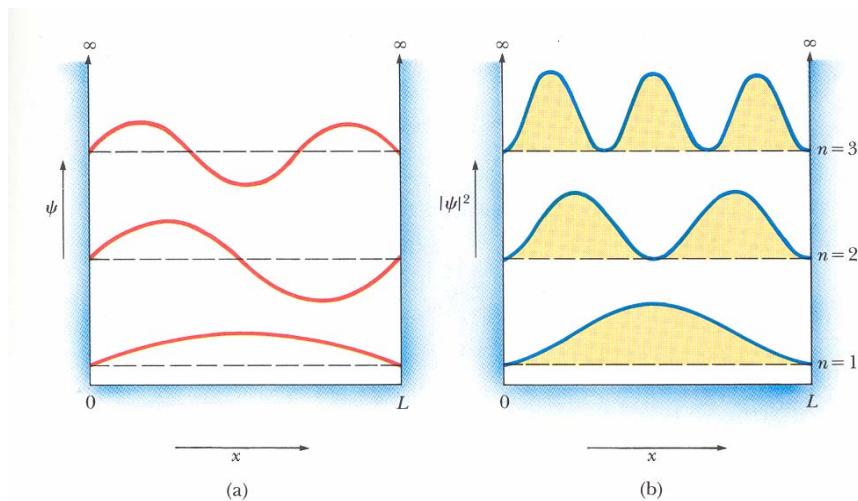 ∞ ∞
ψ
0 L
x
(a)
∞ ∞
|ψ|²
n = 3
n = 2
n = 1
0 L
x
(b)